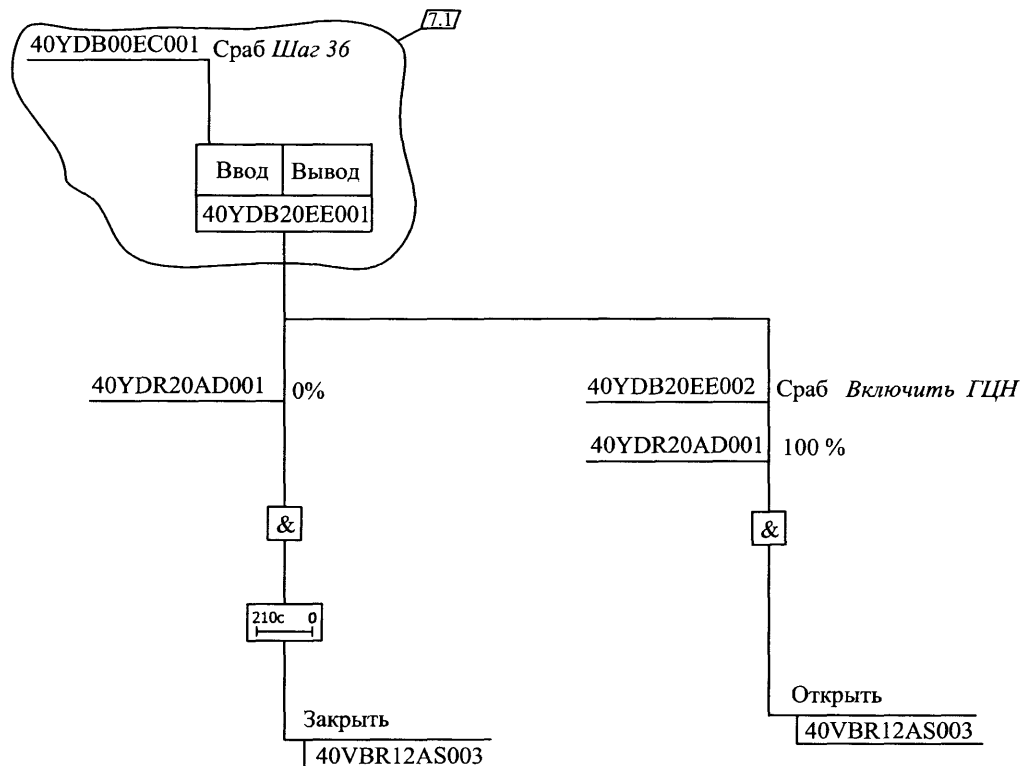 7.1
40YDB00EC001 Сраб Шаг 36
Ввод Вывод
40YDB20EE001
40YDR20AD001 0%
40YDB20EE002 Сраб Включить ГЦН
40YDR20AD001 100 %
&
&
210с 0
Открыть
40VBR12AS003
Закрыть
40VBR12AS003